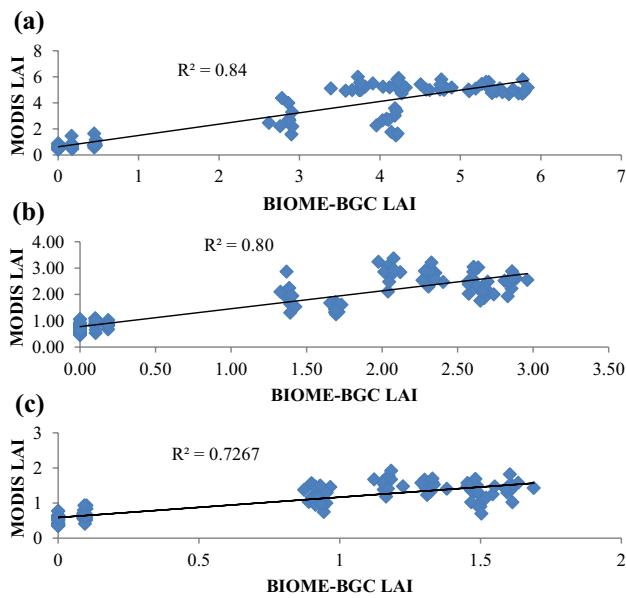 (a)
MODIS LAI
8
6
4
2
0
R² = 0.84
0 1 2 3 4 5 6 7
BIOME-BGC LAI
(b)
MODIS LAI
4.00
3.00
2.00
1.00
0.00
R² = 0.80
0.00 0.50 1.00 1.50 2.00 2.50 3.00 3.50
BIOME-BGC LAI
(c)
MODIS LAI
3
2
1
0
R² = 0.7267
0 0.5 1 1.5 2
BIOME-BGC LAI